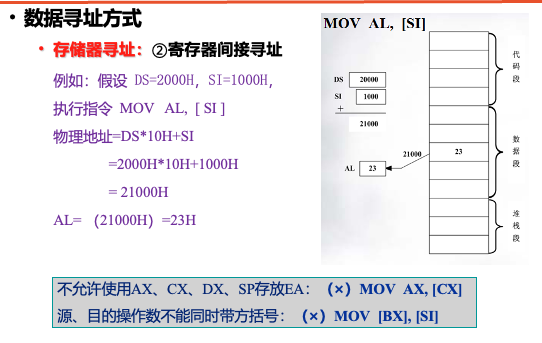 • 数据寻址方式
• 存储器寻址：②寄存器间接寻址
例如：假设 DS=2000H，SI=1000H，
执行指令 MOV AL, [ SI ]
物理地址=DS*10H+SI
=2000H*10H+1000H
= 21000H
AL= （21000H）=23H
MOV AL, [SI]
DS 20000
SI 1000
+
21000
AL 23
21000
23
代码段
数据段
堆栈段
不允许使用AX、CX、DX、SP存放EA：（×）MOV AX, [CX]
源、目的操作数不能同时带方括号：（×）MOV [BX], [SI]